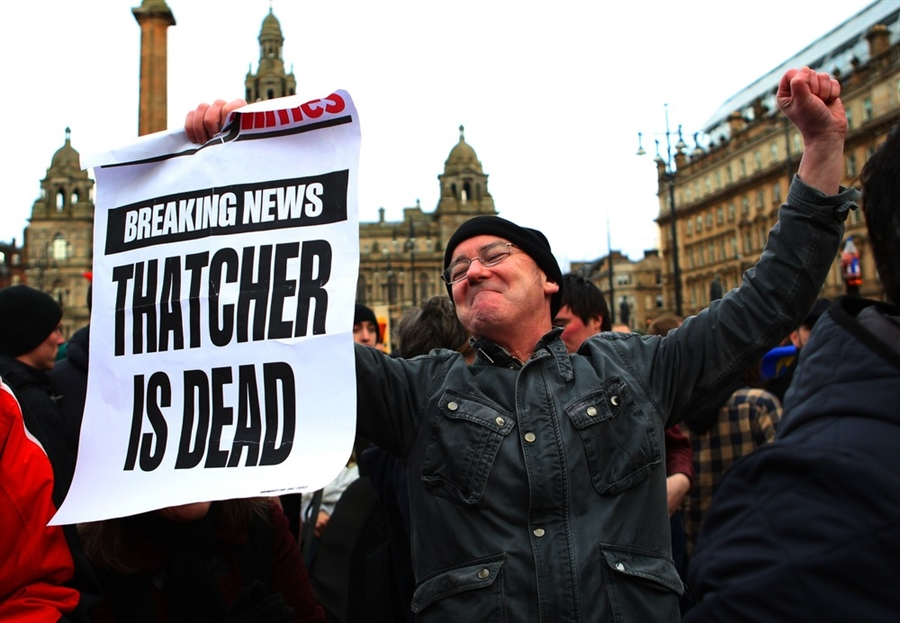 BREAKING NEWS
THATCHER
IS DEAD